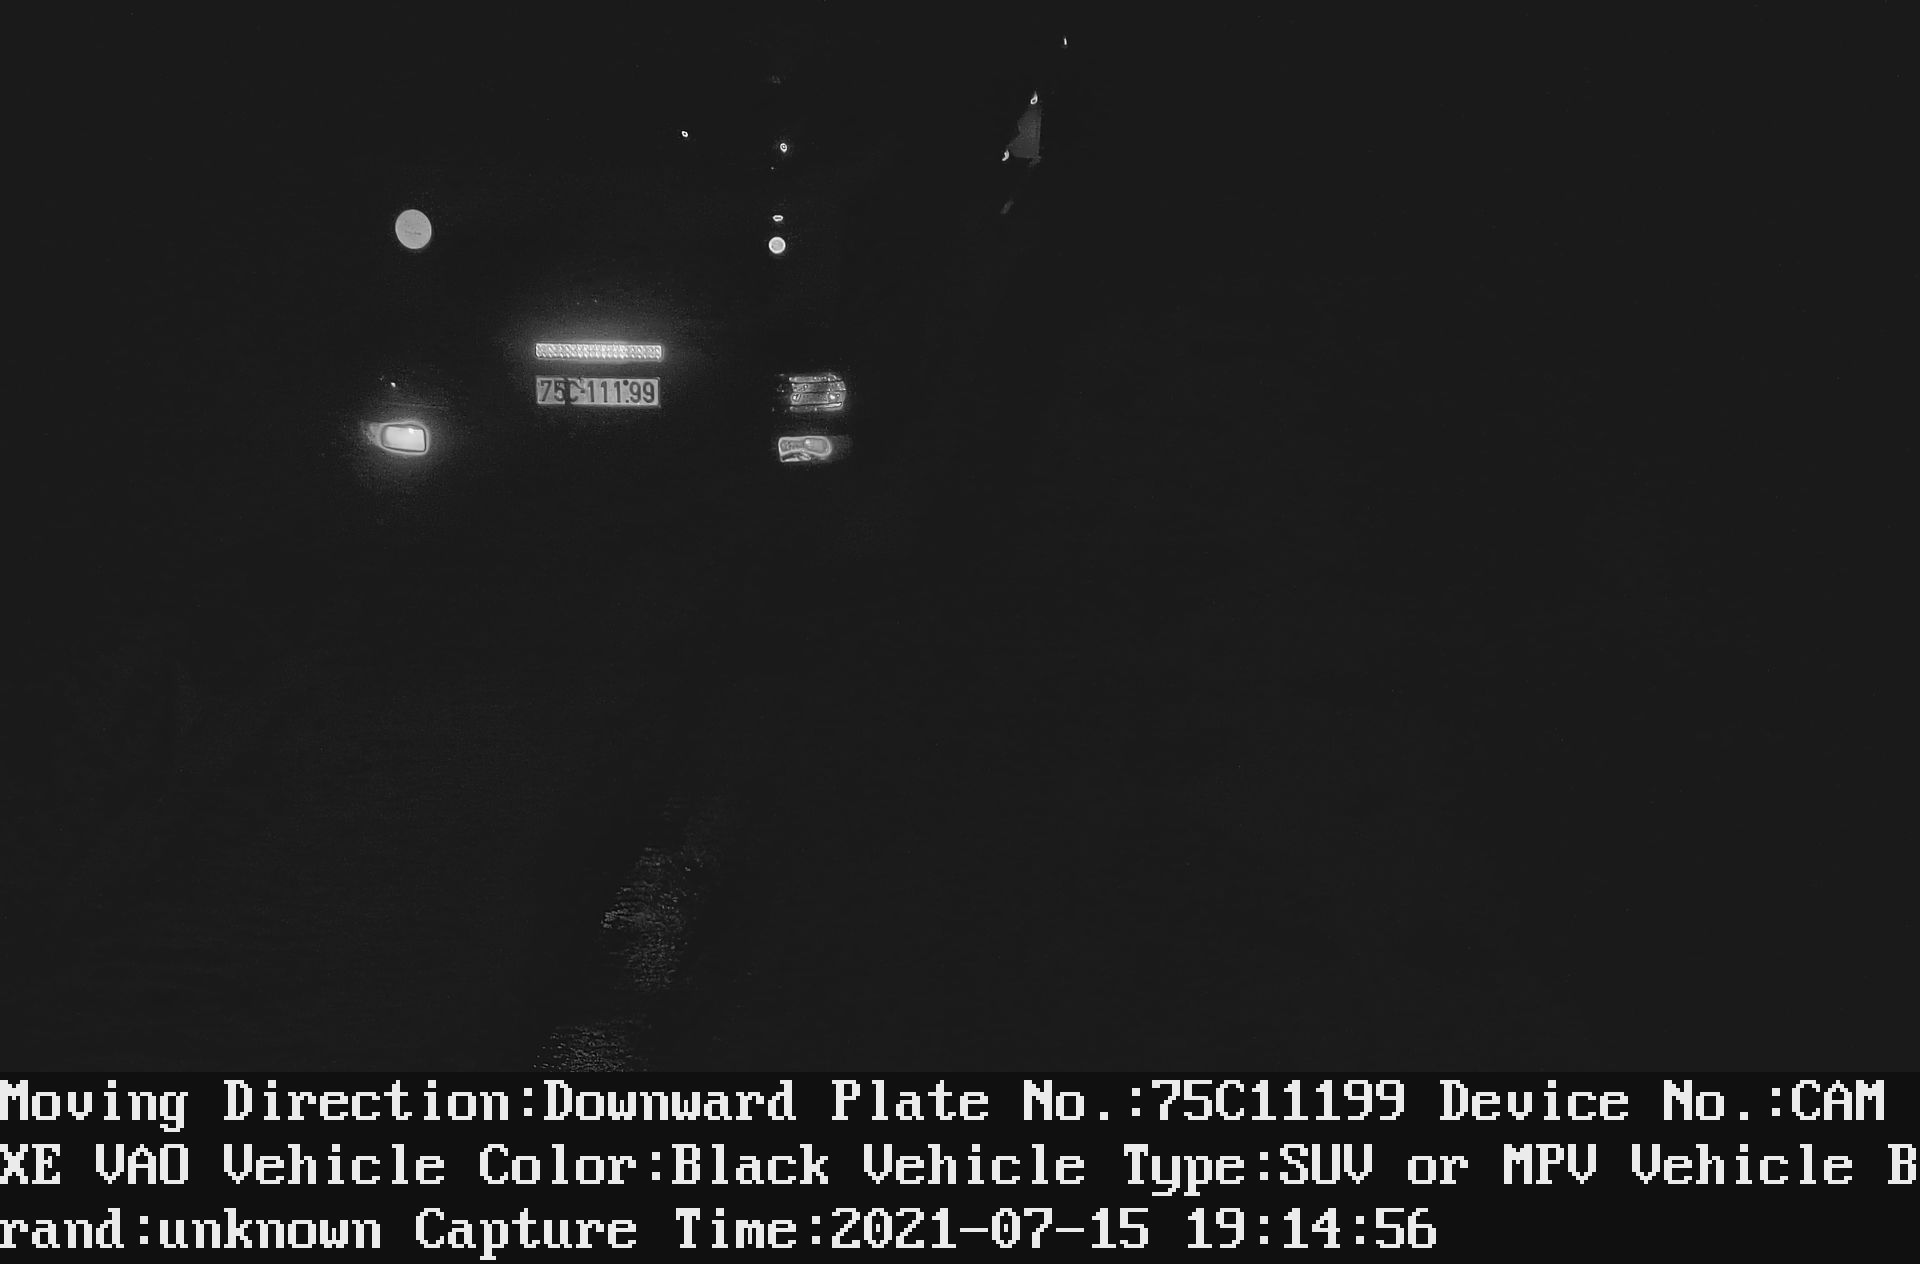 75C-111.99
Moving Direction:Downward Plate No.:75C11199 Device No.:CAM
XE VAO Vehicle Color:Black Vehicle Type:SUV or MPV Vehicle B
rand:unknown Capture Time:2021-07-15 19:14:56